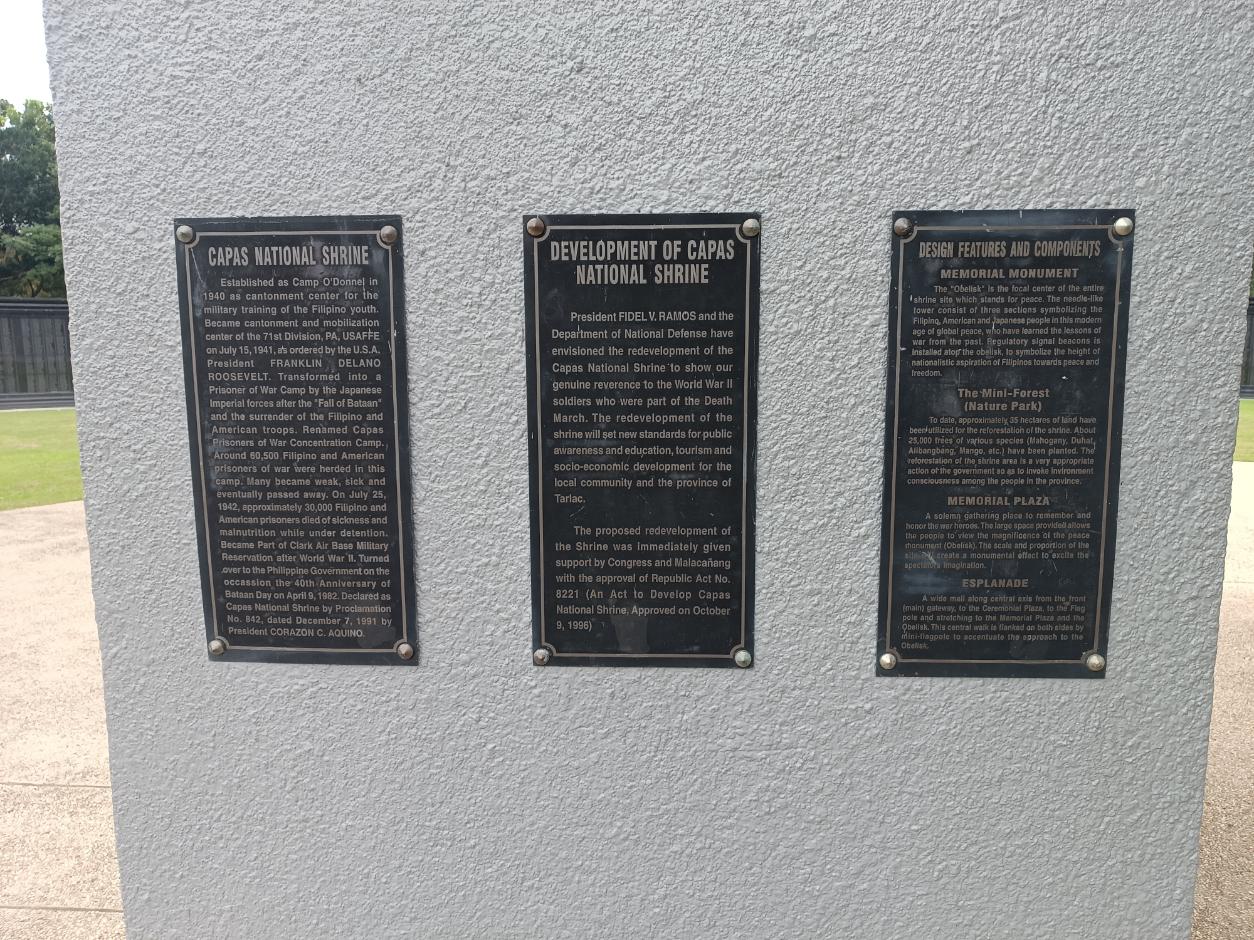 CAPAS NATIONAL SHRINE
Established as Camp O'Donnel in
1940 as cantonment center for the
military training of the Filipino youth.
Became cantonment and mobilization
center of the 71st Division, PA, USAFFE
on July 15, 1941, as ordered by the U.S.A.
President FRANKLIN DELANO
ROOSEVELT. Transformed into a
Prisoner of War Camp by the Japanese
Imperial forces after the "Fall of Bataan"
and the surrender of the Filipino and
American troops. Renamed Capas
Prisoners of War Concentration Camp.
Around 60,500 Filipino and American
prisoners of war were herded in this
camp. Many became weak, sick and
eventually passed away. On July 25,
1942, approximately 30,000 Filipino and
American prisoners died of sickness and
malnutrition while under detention.
Became Part of Clark Air Base Military
Reservation after World War II. Turned
over to the Philippine Government on the
occassion the 40th Anniversary of
Bataan Day on April 9, 1982. Declared as
Capas National Shrine by Proclamation
No. 842, dated December 7, 1991 by
President CORAZON C. AQUINO.
DEVELOPMENT OF CAPAS
NATIONAL SHRINE
President FIDEL V. RAMOS and the
Department of National Defense have
envisioned the redevelopment of the
Capas National Shrine to show our
genuine reverence to the World War II
soldiers who were part of the Death
March. The redevelopment of the
shrine will set new standards for public
awareness and education, tourism and
socio-economic development for the
local community and the province of
Tarlac.
The proposed redevelopment of
the Shrine was immediately given
support by Congress and Malacañang
with the approval of Republic Act No.
8221 (An Act to Develop Capas
National Shrine, Approved on October
9, 1996)
DESIGN FEATURES AND COMPONENTS
MEMORIAL MONUMENT
The "Obelisk" is the focal center of the entire
shrine site which stands for peace. The needle-like
tower consist of three sections symbolizing the
Filipino, American and Japanese people in this modern
age of global peace, who have learned the lessons of
war from the past. Regulatory signal beacons is
installed atop the obelisk, to symbolize the height of
nationalistic aspiration of Filipinos towards peace and
freedom.
The Mini-Forest
(Nature Park)
To date, approximately 35 hectares of land have
been utilized for the reforestation of the shrine. About
25,000 trees of various species (Mahogany, Duhat,
Alibangbang, Mango, etc.) have been planted. The
reforestation of the shrine area is a very appropriate
action of the government so as to invoke environment
consciousness among the people in the province.
MEMORIAL PLAZA
A solemn gathering place to remember and
honor the war heroes. The large space provided allows
the people to view the magnificence of the peace
monument (Obelisk). The scale and proportion of the
create a monumental effect to excite the
spectators imagination.
ESPLANADE
A wide mall along central axis from the front
(main) gateway, to the Ceremonial Plaza, to the Flag
pole and stretching to the Memorial Plaza and the
Obelisk. This central walk is flanked on both sides by
mini-flagpole to accentuate the approach to the
Obelisk.